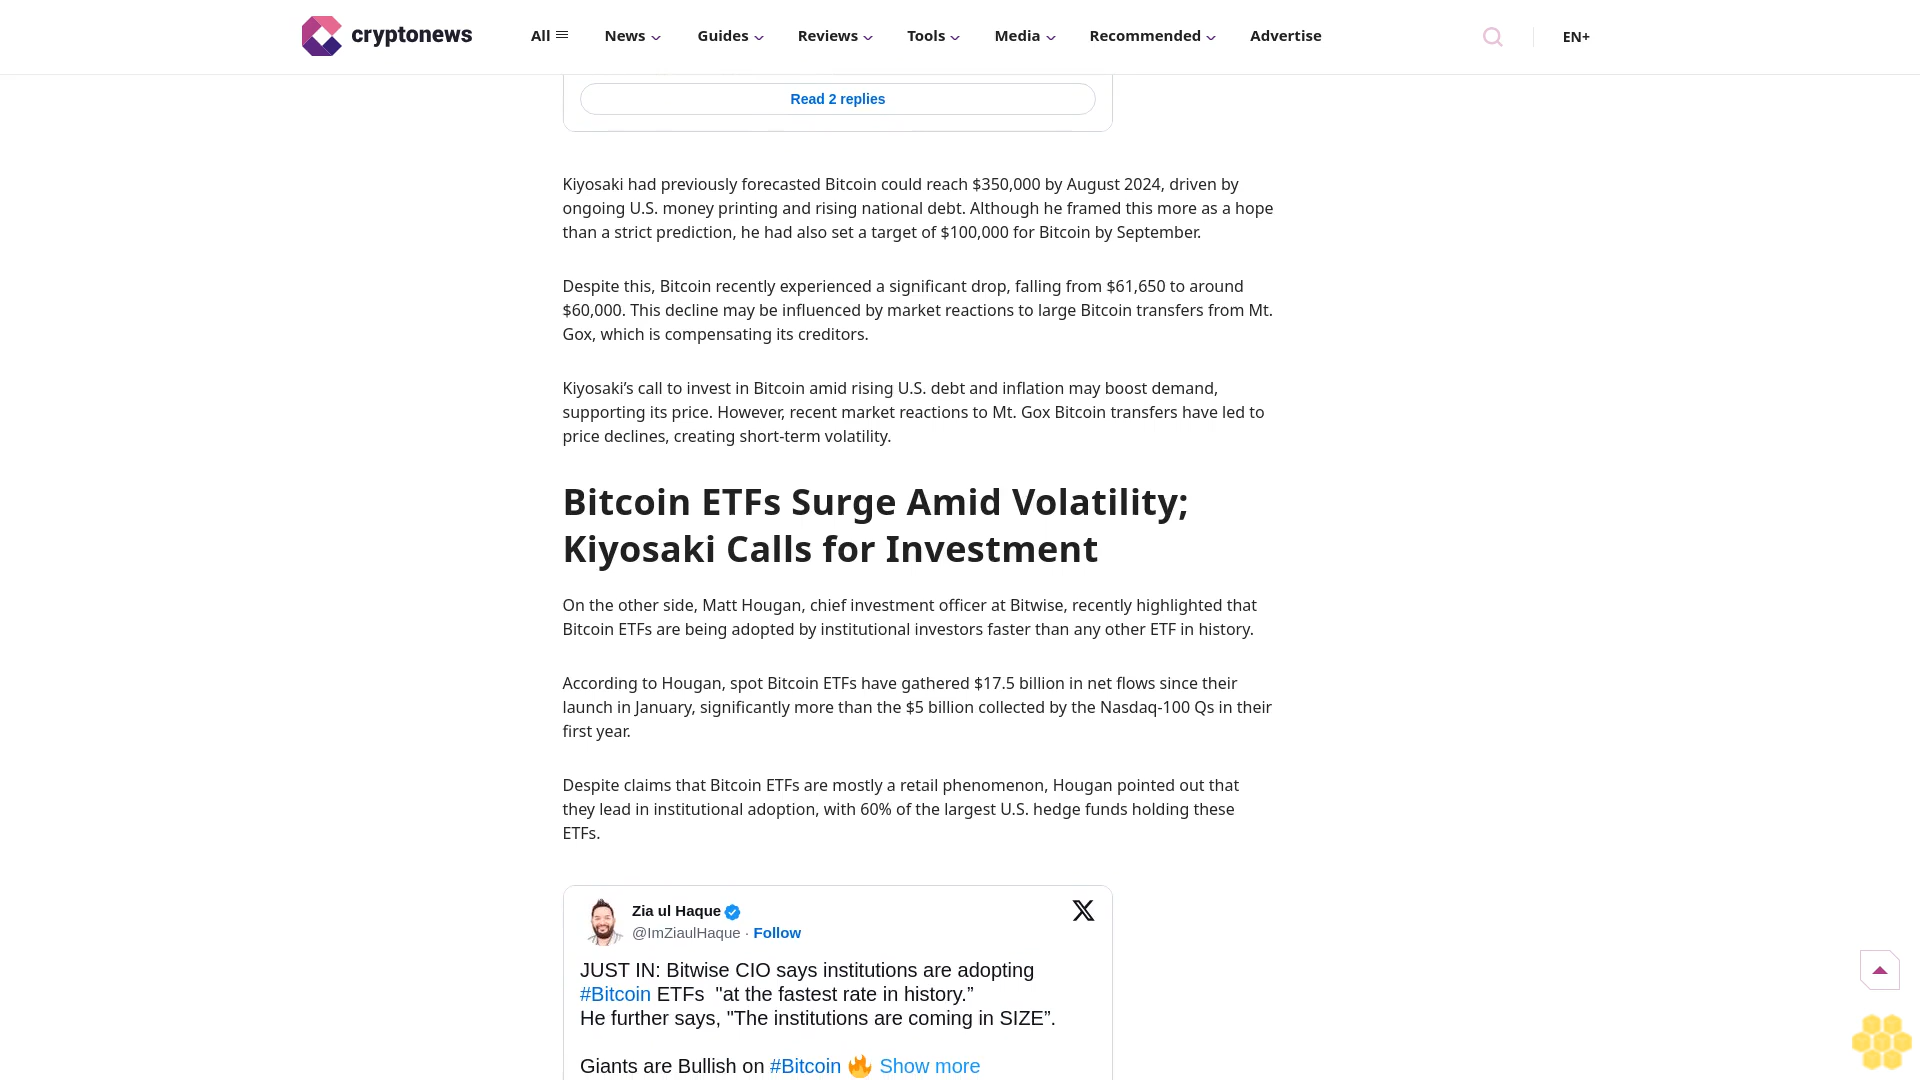 cryptonews
All
News
Guides
Reviews
Tools
Media
Recommended
Advertise
EN+
Read 2 replies
Kiyosaki had previously forecasted Bitcoin could reach $350,000 by August 2024, driven by
ongoing U.S. money printing and rising national debt. Although he framed this more as a hope
than a strict prediction, he had also set a target of $100,000 for Bitcoin by September.
Despite this, Bitcoin recently experienced a significant drop, falling from $61,650 to around
$60,000. This decline may be influenced by market reactions to large Bitcoin transfers from Mt.
Gox, which is compensating its creditors.
Kiyosaki’s call to invest in Bitcoin amid rising U.S. debt and inflation may boost demand,
supporting its price. However, recent market reactions to Mt. Gox Bitcoin transfers have led to
price declines, creating short-term volatility.
Bitcoin ETFs Surge Amid Volatility;
Kiyosaki Calls for Investment
On the other side, Matt Hougan, chief investment officer at Bitwise, recently highlighted that
Bitcoin ETFs are being adopted by institutional investors faster than any other ETF in history.
According to Hougan, spot Bitcoin ETFs have gathered $17.5 billion in net flows since their
launch in January, significantly more than the $5 billion collected by the Nasdaq-100 Qs in their
first year.
Despite claims that Bitcoin ETFs are mostly a retail phenomenon, Hougan pointed out that
they lead in institutional adoption, with 60% of the largest U.S. hedge funds holding these
ETFs.
Zia ul Haque
@ImZiaulHaque · Follow
JUST IN: Bitwise CIO says institutions are adopting
#Bitcoin ETFs "at the fastest rate in history.”
He further says, "The institutions are coming in SIZE”.
Giants are Bullish on #Bitcoin 🔥 Show more